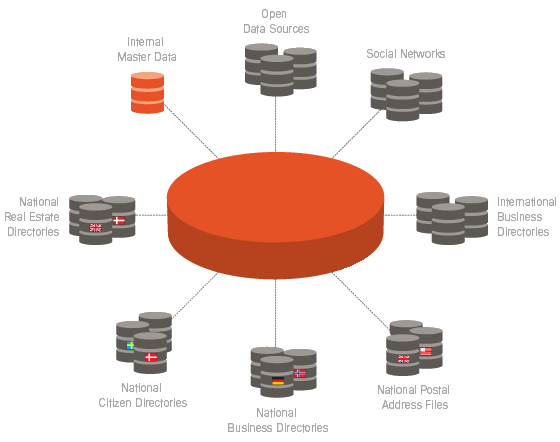 Open
Data Sources
Internal
Master Data
Social Networks
National
Real Estate
Directories
International
Business
Directories
National
Citizen Directories
National
Business Directories
National Postal
Address Files